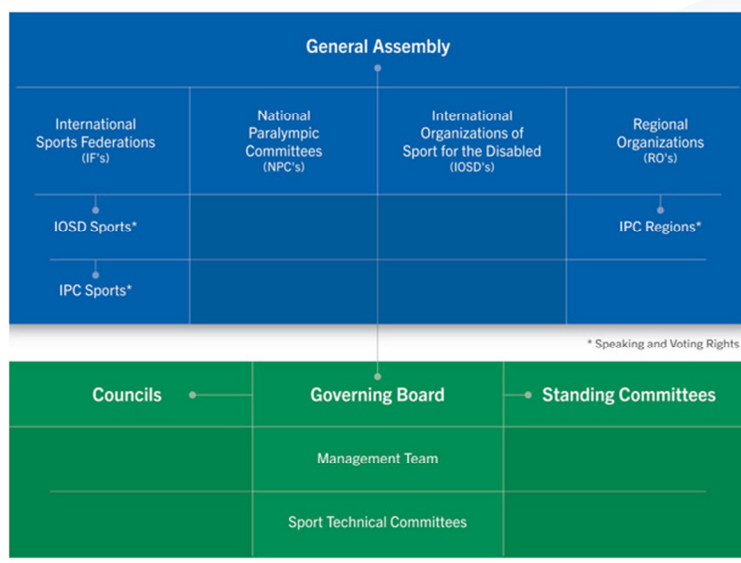 General Assembly
International
Sports Federations
(IF's)
National
Paralympic
Committees
(NPC's)
International
Organizations of
Sport for the Disabled
(IOSD's)
Regional
Organizations
(RO's)
IOSD Sports*
IPC Regions*
IPC Sports*
* Speaking and Voting Rights
Councils
Governing Board
Standing Committees
Management Team
Sport Technical Committees